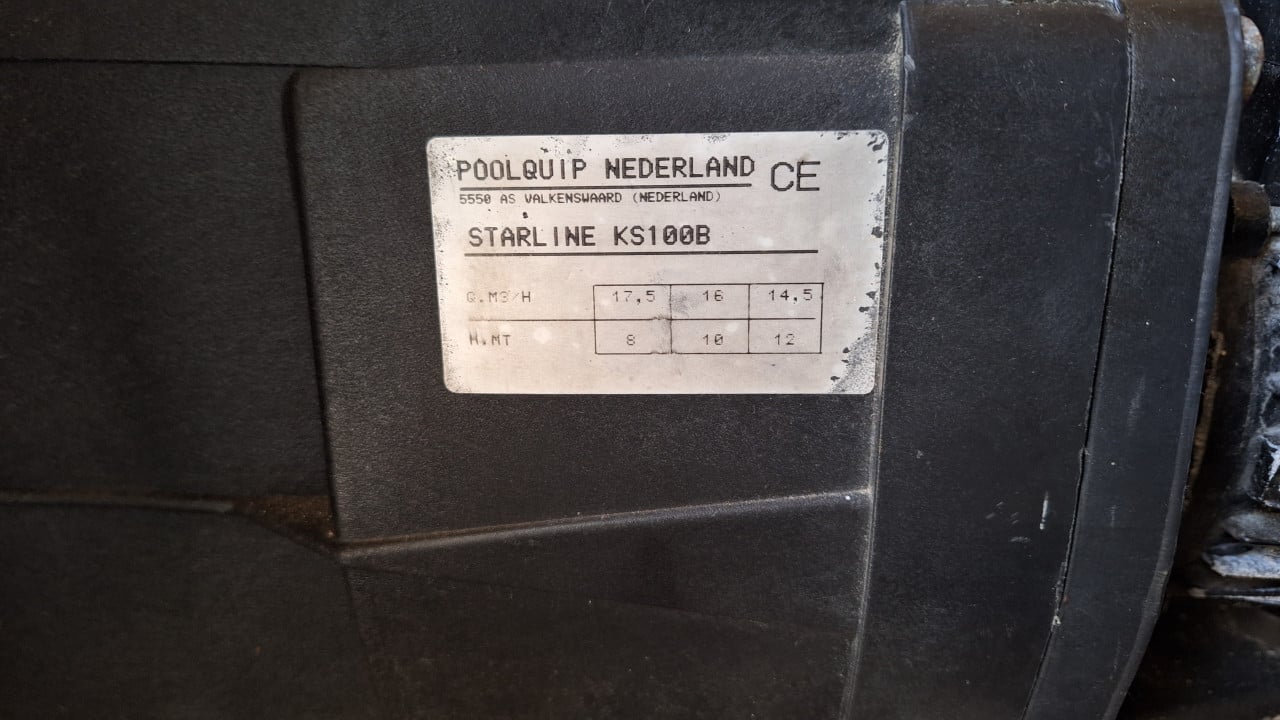 POOLQUIP NEDERLAND CE
5550 AS VALKENSWAARD (NEDERLAND)
STARLINE KS100B
Q.M3/H 17,5 16 14,5
H.MT 8 10 12